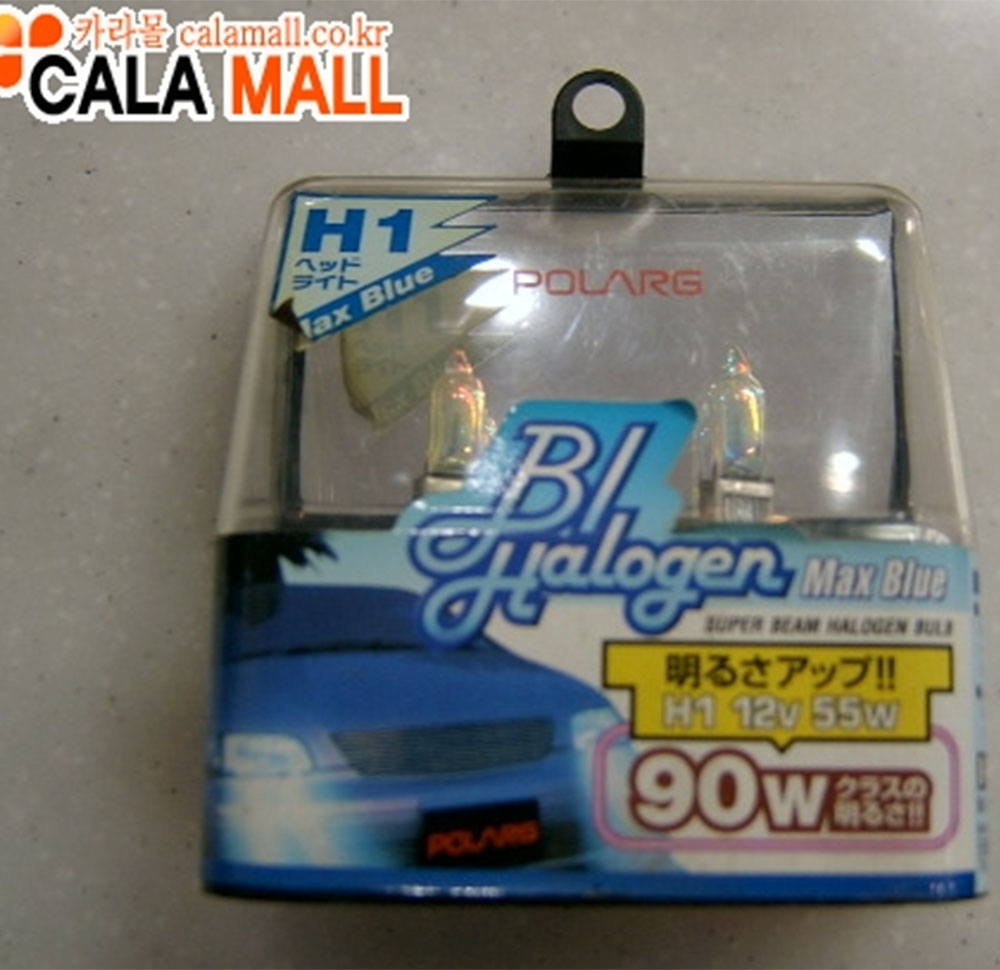 카라몰 calamall.co.kr
CALA MALL
H1
ヘッド
ライト
Max Blue
POLARG
B1
Halogen Max Blue
SUPER BEAM HALOGEN BULB
明るさアップ!!
H1 12V 55W
90W クラスの
明るさ!!
POLARG